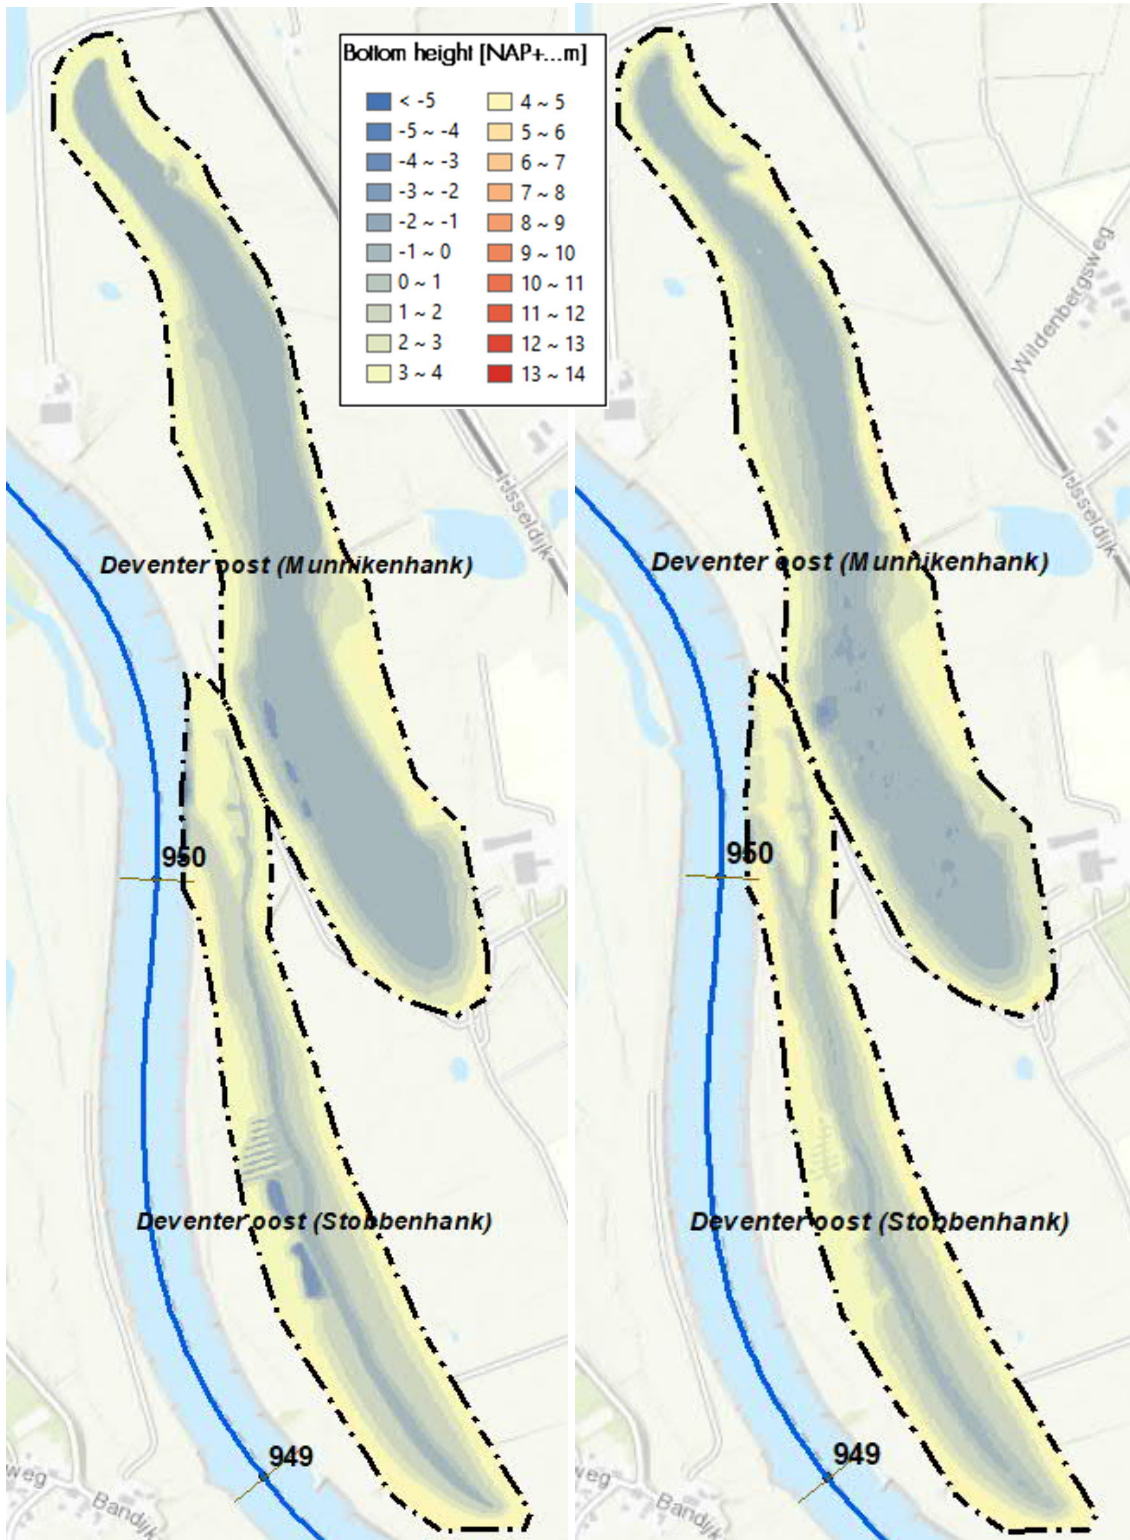 Bottom height [NAP+...m]
< -5
-5 ~ -4
-4 ~ -3
-3 ~ -2
-2 ~ -1
-1 ~ 0
0 ~ 1
1 ~ 2
2 ~ 3
3 ~ 4
4 ~ 5
5 ~ 6
6 ~ 7
7 ~ 8
8 ~ 9
9 ~ 10
10 ~ 11
11 ~ 12
12 ~ 13
13 ~ 14
Wildenbergsweg
IJsseldijk
IJsseldijk
Deventer oost (Munnikenhank)
Deventer oost (Munnikenhank)
950
950
Deventer oost (Stobbenhank)
Deventer oost (Stobbenhank)
949
949
weg
Bandijk
weg
Bandijk